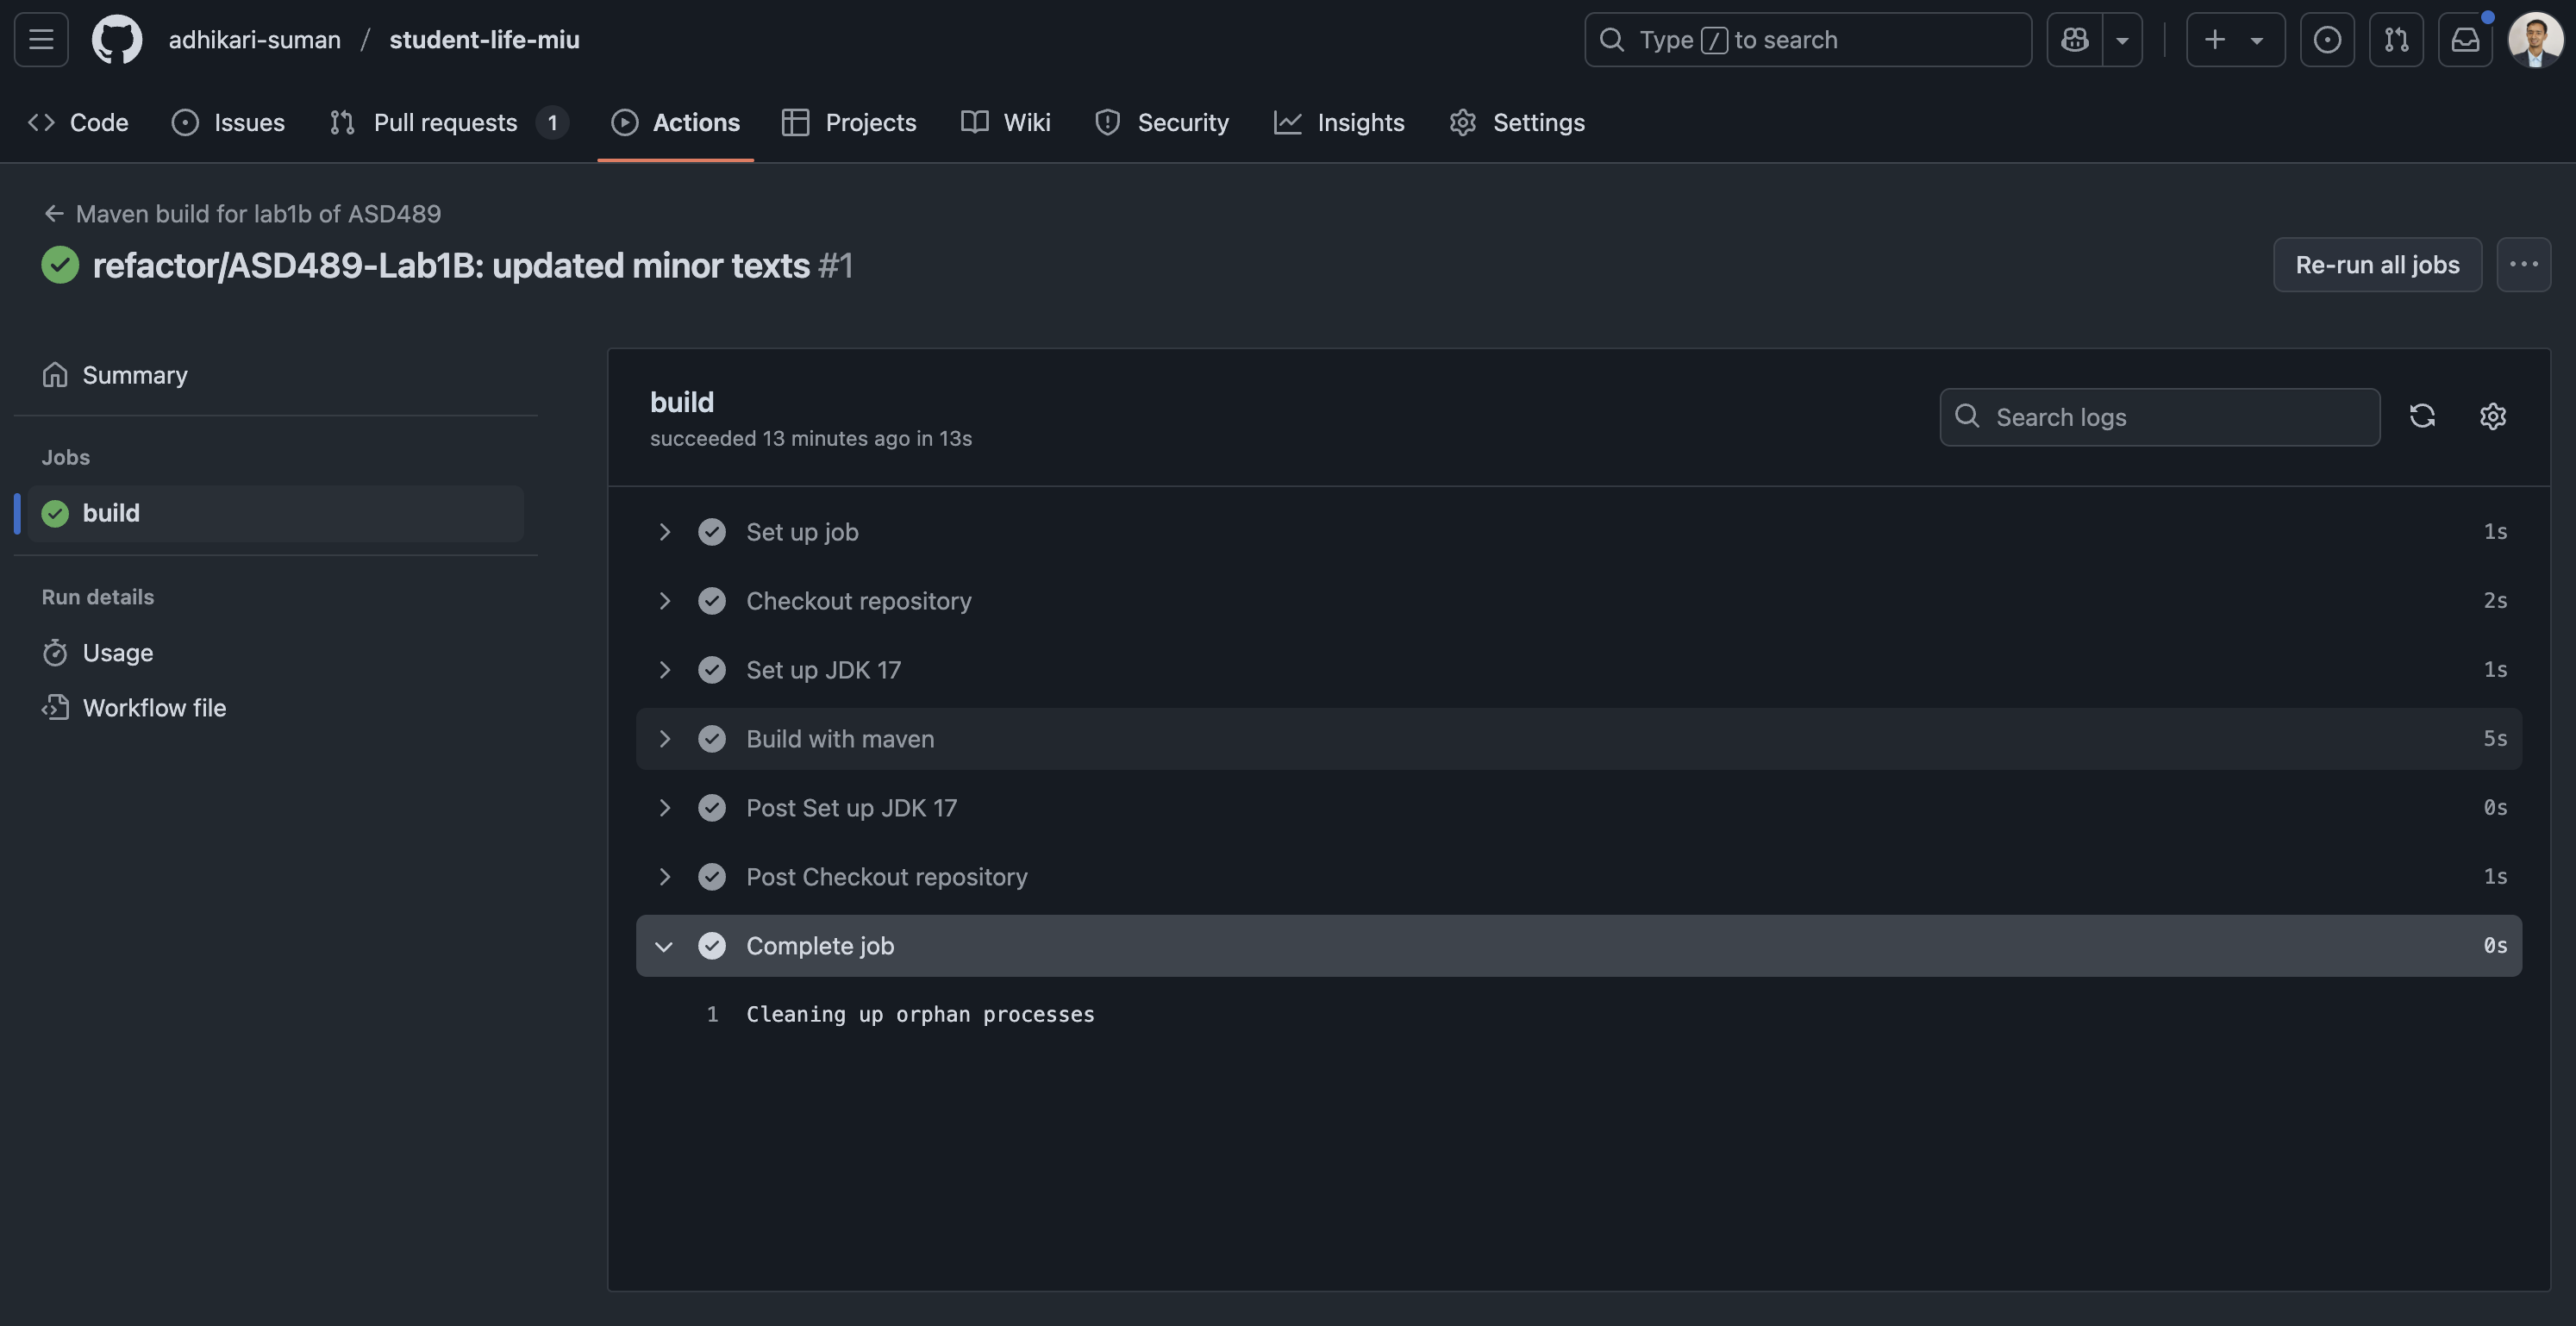 adhikari-suman / student-life-miu
Type / to search
Code
Issues
Pull requests 1
Actions
Projects
Wiki
Security
Insights
Settings
Maven build for lab1b of ASD489
refactor/ASD489-Lab1B: updated minor texts #1
Re-run all jobs
Summary
Jobs
build
Run details
Usage
Workflow file
build
succeeded 13 minutes ago in 13s
Search logs
Set up job 1s
Checkout repository 2s
Set up JDK 17 1s
Build with maven 5s
Post Set up JDK 17 0s
Post Checkout repository 1s
Complete job 0s
1 Cleaning up orphan processes